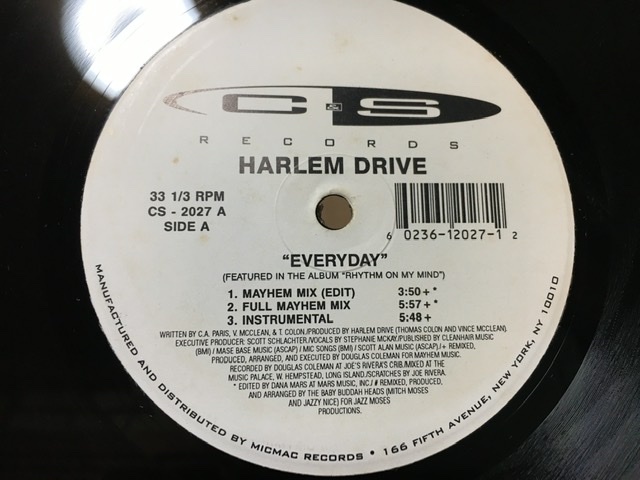 C & S
RECORDS
HARLEM DRIVE
33 1/3 RPM
CS - 2027 A
SIDE A
6 0236-12027-1 2
"EVERYDAY"
(FEATURED IN THE ALBUM "RHYTHM ON MY MIND")
1. MAYHEM MIX (EDIT) 3:50 + *
2. FULL MAYHEM MIX 5:57 + *
3. INSTRUMENTAL 5:48 +
WRITTEN BY C.A. PARIS, V. MCCLEAN, & T. COLON./PRODUCED BY HARLEM DRIVE (THOMAS COLON AND VINCE MCCLEAN).
EXECUTIVE PRODUCER: SCOTT SCHLACHTER/VOCALS BY STEPHANIE MCKAY./PUBLISHED BY CLEANHAIR MUSIC
(BMI) / MASE BASE MUSIC (ASCAP) / MIC SONGS (BMI) / SCOTT ALAN MUSIC (ASCAP)./ + REMIXED,
PRODUCED, ARRANGED, AND EXECUTED BY DOUGLAS COLEMAN FOR MAYHEM MUSIC.
RECORDED BY DOUGLAS COLEMAN AT JOE'S RIVERA'S CRIB./MIXED AT THE
MUSIC PALACE, W. HEMPSTEAD, LONG ISLAND./SCRATCHES BY JOE RIVERA.
* EDITED BY DANA MARS AT MARS MUSIC, INC./ # REMIXED, PRODUCED,
AND ARRANGED BY THE BABY BUDDAH HEADS (MITCH MOSES
AND JAZZY NICE) FOR JAZZ MOSES
PRODUCTIONS.
MANUFACTURED AND DISTRIBUTED BY MICMAC RECORDS • 166 FIFTH AVENUE, NEW YORK, NY 10010